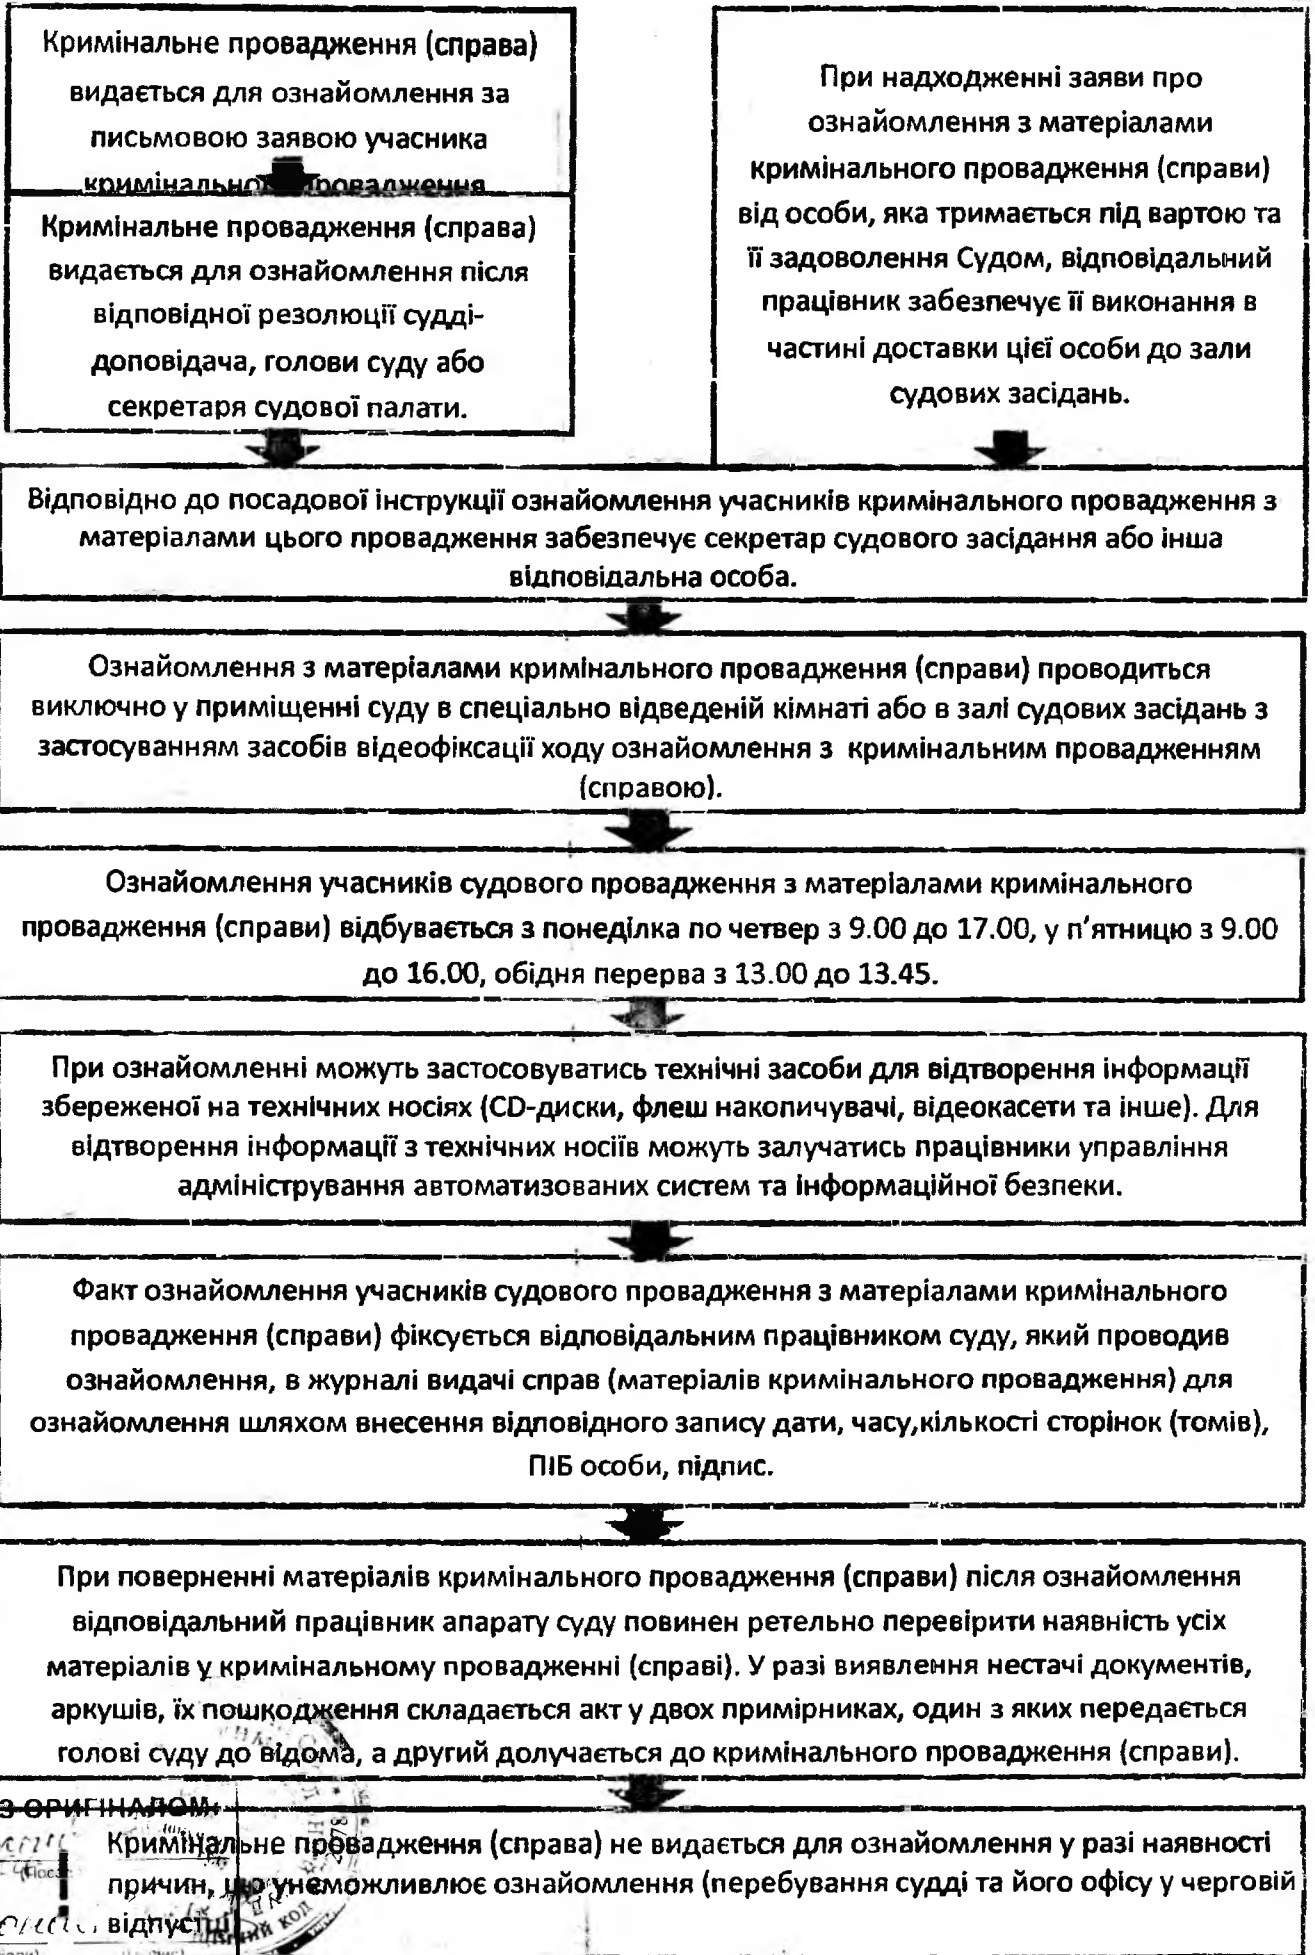 Кримінальне провадження (справа)
видається для ознайомлення за
письмовою заявою учасника
кримінального провадження
Кримінальне провадження (справа)
видається для ознайомлення після
відповідної резолюції судді-
доповідача, голови суду або
секретаря судової палати.
При надходженні заяви про
ознайомлення з матеріалами
кримінального провадження (справи)
від особи, яка тримається під вартою та
її задоволення Судом, відповідальний
працівник забезпечує її виконання в
частині доставки цієї особи до зали
судових засідань.
Відповідно до посадової інструкції ознайомлення учасників кримінального провадження з
матеріалами цього провадження забезпечує секретар судового засідання або інша
відповідальна особа.
Ознайомлення з матеріалами кримінального провадження (справи) проводиться
виключно у приміщенні суду в спеціально відведеній кімнаті або в залі судових засідань з
застосуванням засобів відеофіксації ходу ознайомлення з кримінальним провадженням
(справою).
Ознайомлення учасників судового провадження з матеріалами кримінального
провадження (справи) відбувається з понеділка по четвер з 9.00 до 17.00, у п'ятницю з 9.00
до 16.00, обідня перерва з 13.00 до 13.45.
При ознайомленні можуть застосовуватись технічні засоби для відтворення інформації
збереженої на технічних носіях (CD-диски, флеш накопичувачі, відеокасети та інше). Для
відтворення інформації з технічних носіїв можуть залучатись працівники управління
адміністрування автоматизованих систем та інформаційної безпеки.
Факт ознайомлення учасників судового провадження з матеріалами кримінального
провадження (справи) фіксується відповідальним працівником суду, який проводив
ознайомлення, в журналі видачі справ (матеріалів кримінального провадження) для
ознайомлення шляхом внесення відповідного запису дати, часу,кількості сторінок (томів),
ПІБ особи, підпис.
При поверненні матеріалів кримінального провадження (справи) після ознайомлення
відповідальний працівник апарату суду повинен ретельно перевірити наявність усіх
матеріалів у кримінальному провадженні (справі). У разі виявлення нестачі документів,
аркушів, їх пошкодження складається акт у двох примірниках, один з яких передається
голові суду до відома, а другий долучається до кримінального провадження (справи).
З ОРИГІНАЛОМ
Кримінальне провадження (справа) не видається для ознайомлення у разі наявності
причин, що унеможливлює ознайомлення (перебування судді та його офісу у черговій
відпустці